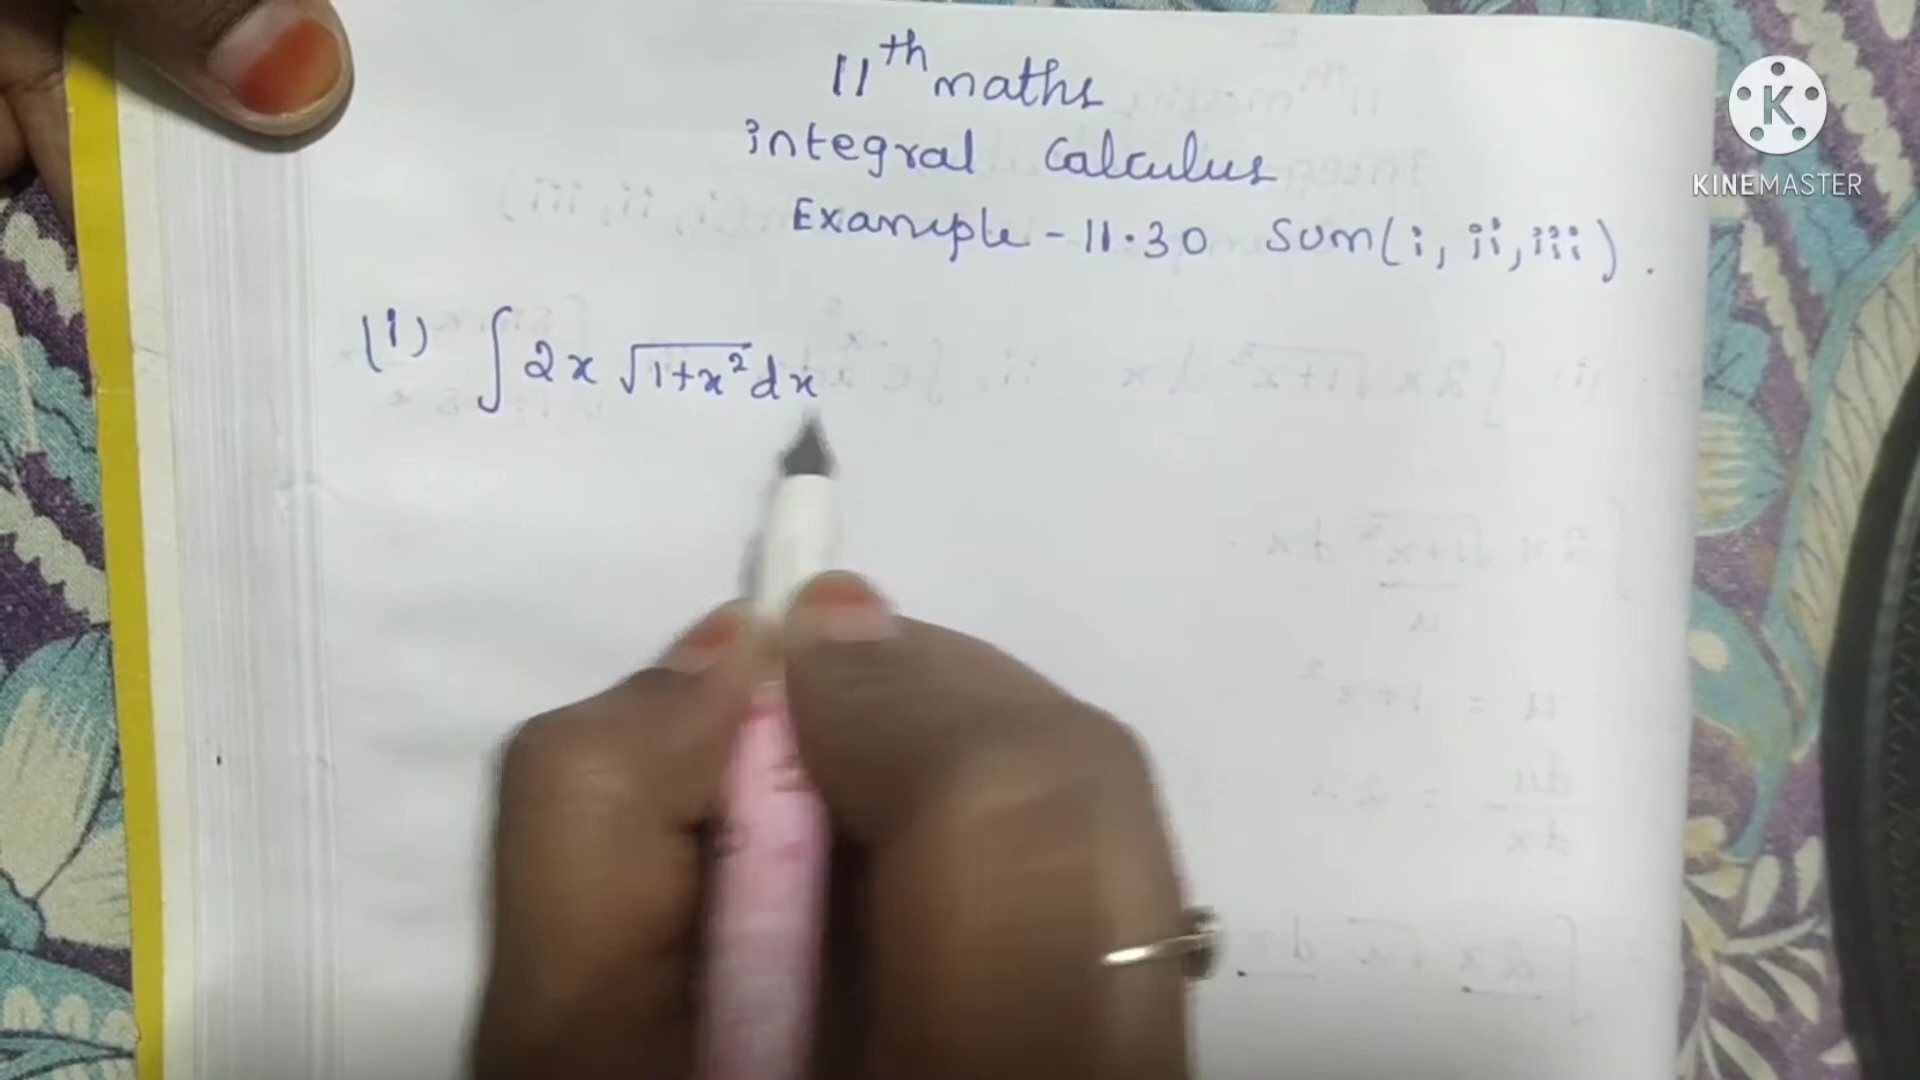 11th maths
integral calculus
Example - 11.30 Sum (i, ii, iii).
(i) ∫ 2x √1+x² dx
K
KINEMASTER